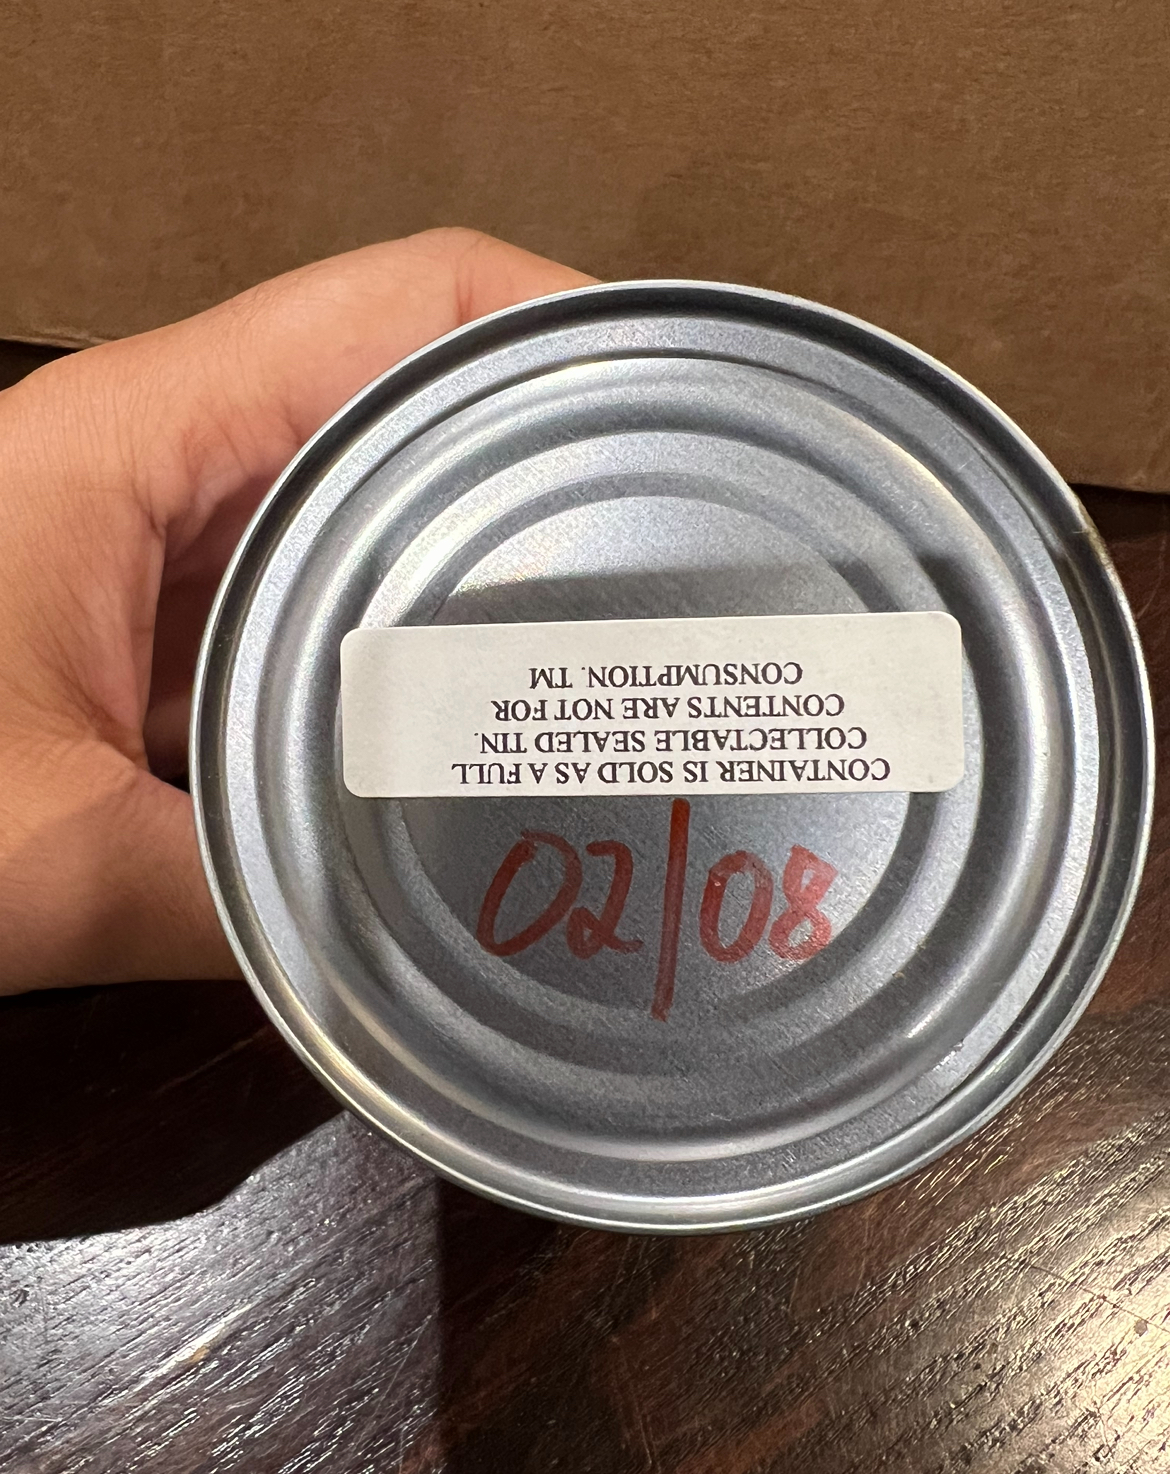 CONTAINER IS SOLD AS A FULL
COLLECTABLE SEALED TIN.
CONTENTS ARE NOT FOR
CONSUMPTION. TM
02/08